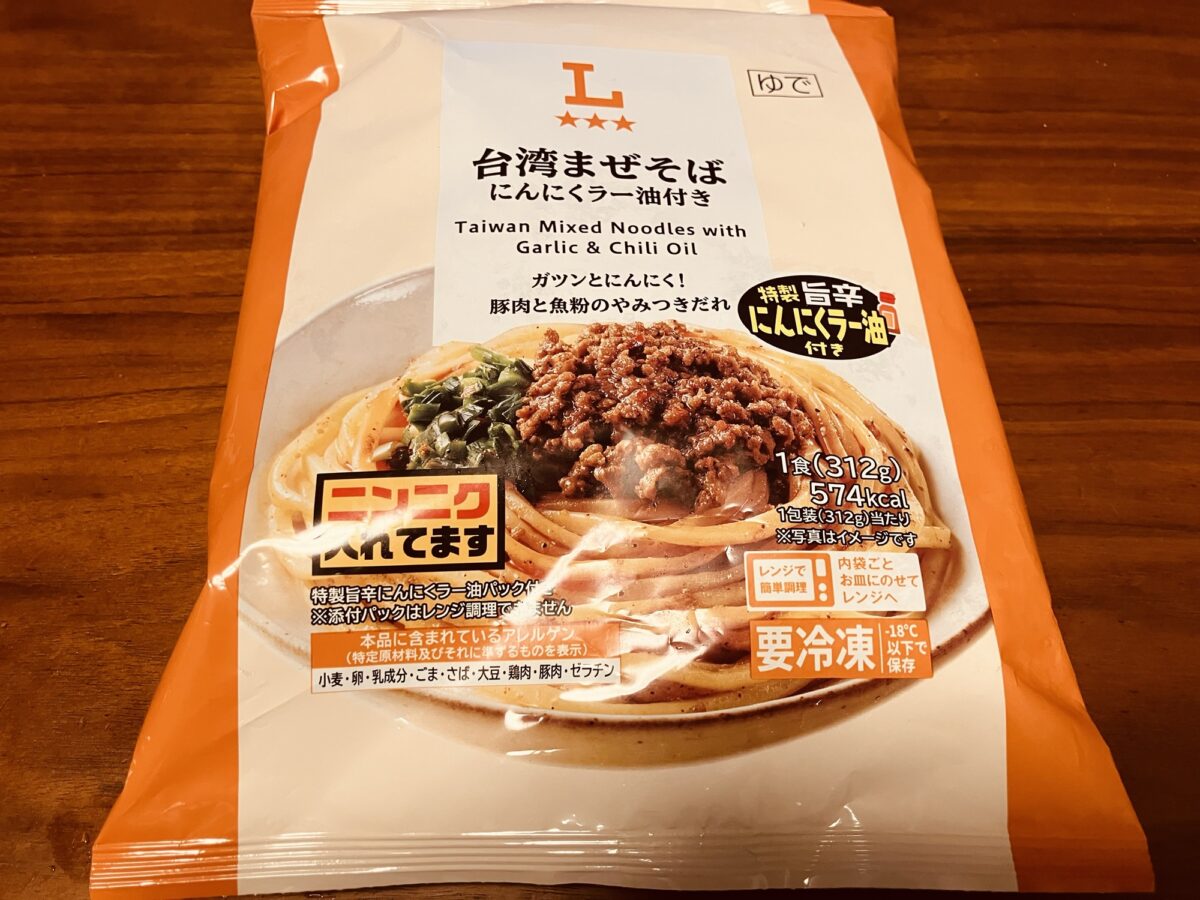 L
★★★
ゆで
台湾まぜそば
にんにくラー油付き
Taiwan Mixed Noodles with
Garlic & Chili Oil
ガツンとにんにく!
豚肉と魚粉のやみつきだれ
特製 旨辛
にんにくラー油
付き
1食(312g)
574kcal
1包装(312g)当たり
※写真はイメージです
ニンニク
入れてます
特製旨辛にんにくラー油パック付き
※添付パックはレンジ調理できません
本品に含まれているアレルゲン
(特定原材料及びそれに準ずるものを表示)
小麦・卵・乳成分・ごま・さば・大豆・鶏肉・豚肉・ゼラチン
レンジで
簡単調理
内袋ごと
お皿にのせて
レンジへ
要冷凍
-18℃
以下で
保存